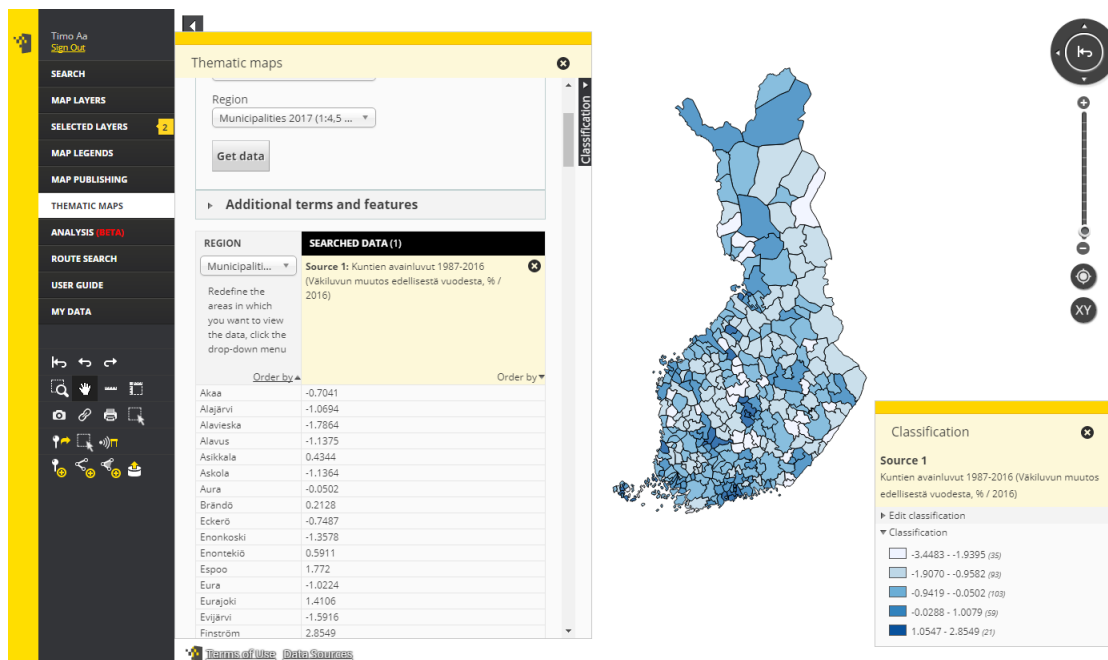 Timo Aa
Sign Out
SEARCH
MAP LAYERS
SELECTED LAYERS 2
MAP LEGENDS
MAP PUBLISHING
THEMATIC MAPS
ANALYSIS (BETA)
ROUTE SEARCH
USER GUIDE
MY DATA
Thematic maps
Region
Municipalities 2017 (1:4,5 ...
Get data
Additional terms and features
REGION
SEARCHED DATA (1)
Municipaliti...
Redefine the
areas in which
you want to view
the data, click the
drop-down menu
Order by
Source 1: Kuntien avainluvut 1987-2016
(Väkiluvun muutos edellisestä vuodesta, % /
2016)
Order by
Akaa -0.7041
Alajärvi -1.0694
Alavieska -1.7864
Alavus -1.1375
Asikkala 0.4344
Askola -1.1364
Aura -0.0502
Brändö 0.2128
Eckerö -0.7487
Enonkoski -1.3578
Enontekiö 0.5911
Espoo 1.772
Eura -1.0224
Eurajoki 1.4106
Evijärvi -1.5916
Finström 2.8549
Terms of Use Data Sources
Classification
XY
Classification
Source 1
Kuntien avainluvut 1987-2016 (Väkiluvun muutos
edellisestä vuodesta, % / 2016)
Edit classification
Classification
-3.4483 - -1.9395 (35)
-1.9070 - -0.9582 (93)
-0.9419 - -0.0502 (103)
-0.0288 - 1.0079 (59)
1.0547 - 2.8549 (21)